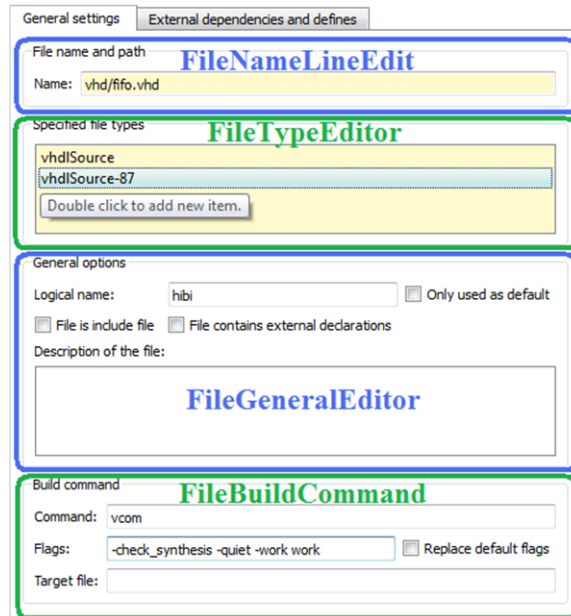 General settings
External dependencies and defines
File name and path
FileNameLineEdit
Name: vhd/fifo.vhd
Specified file types
FileTypeEditor
vhdlSource
vhdlSource-87
Double click to add new item.
General options
Logical name: hibi Only used as default
File is include file File contains external declarations
Description of the file:
FileGeneralEditor
Build command
FileBuildCommand
Command: vcom
Flags: -check_synthesis -quiet -work work Replace default flags
Target file: